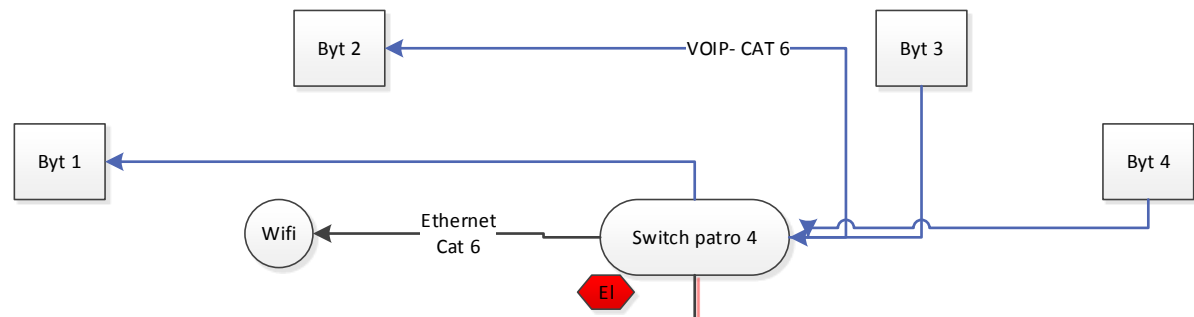 Byt 2
VOIP- CAT 6
Byt 3
Byt 1
Byt 4
Ethernet
Cat 6
Wifi
Switch patro 4
El